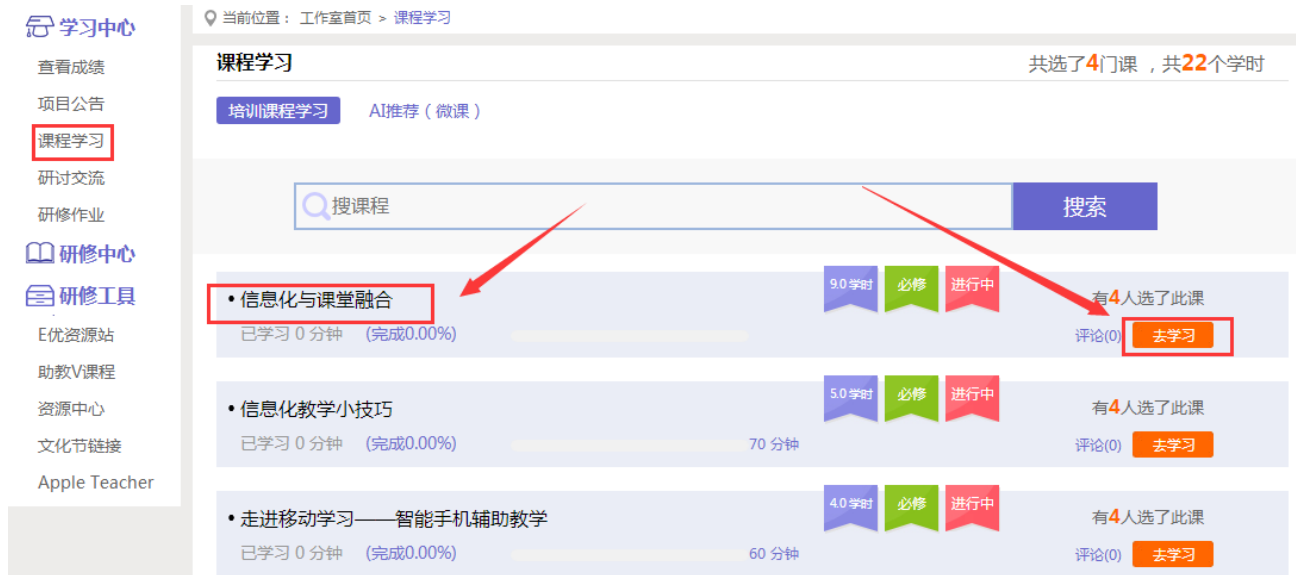 学习中心
查看成绩
项目公告
课程学习
研讨交流
研修作业
研修中心
研修工具
E优资源站
助教V课程
资源中心
文化节链接
Apple Teacher
当前位置： 工作室首页 > 课程学习
课程学习
共选了4门课 ，共22个学时
培训课程学习 AI推荐（微课）
搜课程 搜索
• 信息化与课堂融合 9.0学时 必修 进行中 有4人选了此课
已学习 0 分钟 (完成0.00%) 评论(0) 去学习
• 信息化教学小技巧 5.0学时 必修 进行中 有4人选了此课
已学习 0 分钟 (完成0.00%) 70 分钟 评论(0) 去学习
• 走进移动学习——智能手机辅助教学 4.0学时 必修 进行中 有4人选了此课
已学习 0 分钟 (完成0.00%) 60 分钟 评论(0) 去学习